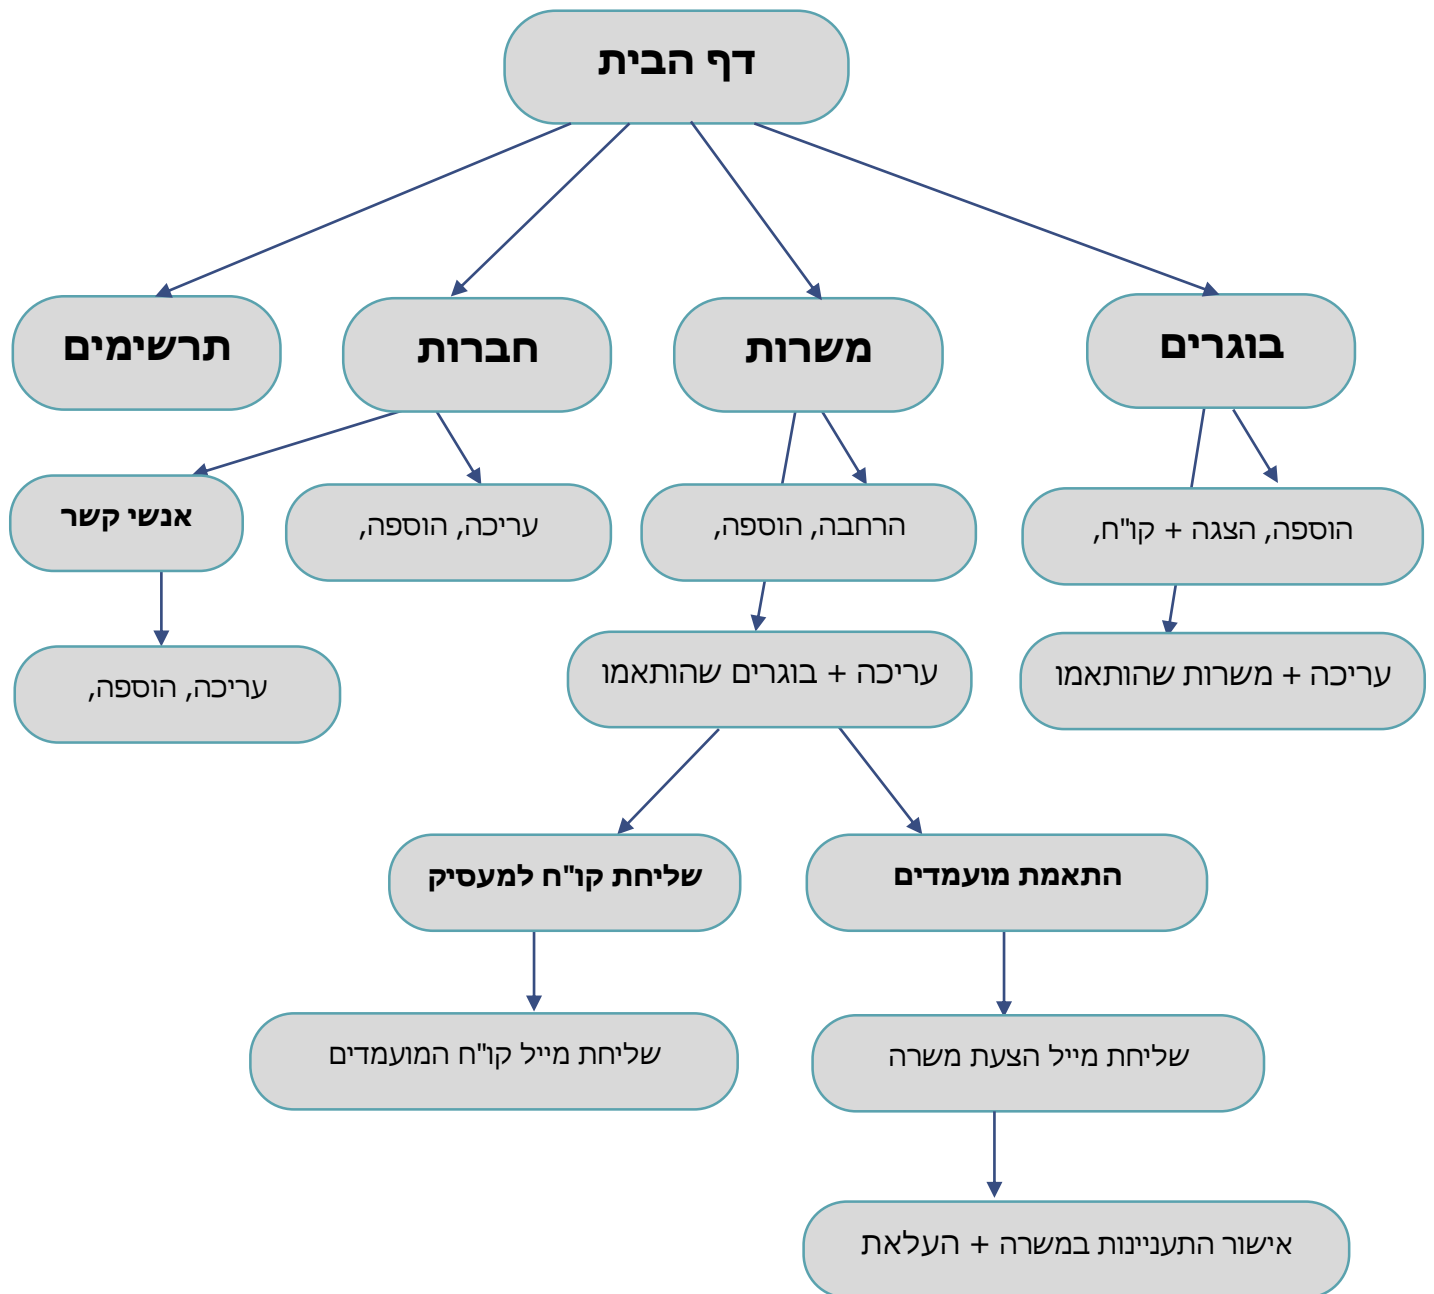 דף הבית
בוגרים
משרות
חברות
תרשימים
הוספה, הצגה + קו"ח,
הרחבה, הוספה,
עריכה, הוספה,
אנשי קשר
עריכה + משרות שהותאמו
עריכה + בוגרים שהותאמו
עריכה, הוספה,
התאמת מועמדים
שליחת קו"ח למעסיק
שליחת מייל הצעת משרה
שליחת מייל קו"ח המועמדים
אישור התעניינות במשרה + העלאת